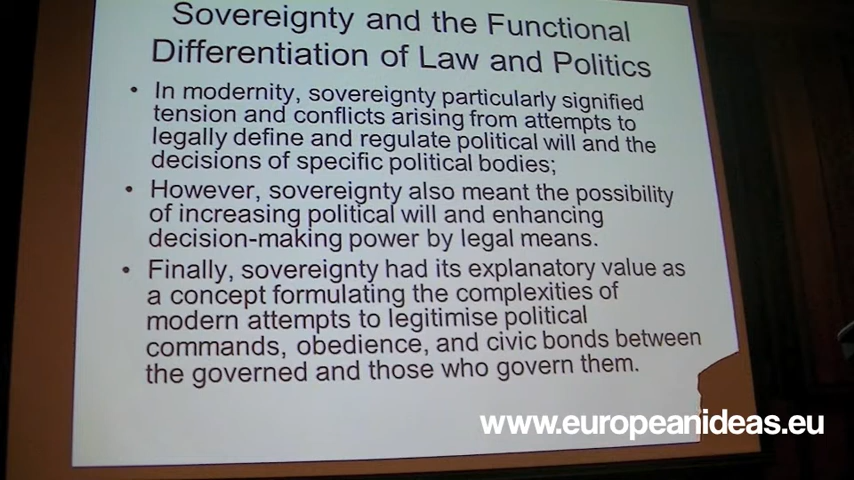 Sovereignty and the Functional
Differentiation of Law and Politics
• In modernity, sovereignty particularly signified
tension and conflicts arising from attempts to
legally define and regulate political will and the
decisions of specific political bodies;
• However, sovereignty also meant the possibility
of increasing political will and enhancing
decision-making power by legal means.
• Finally, sovereignty had its explanatory value as
a concept formulating the complexities of
modern attempts to legitimise political
commands, obedience, and civic bonds between
the governed and those who govern them.
www.europeanideas.eu